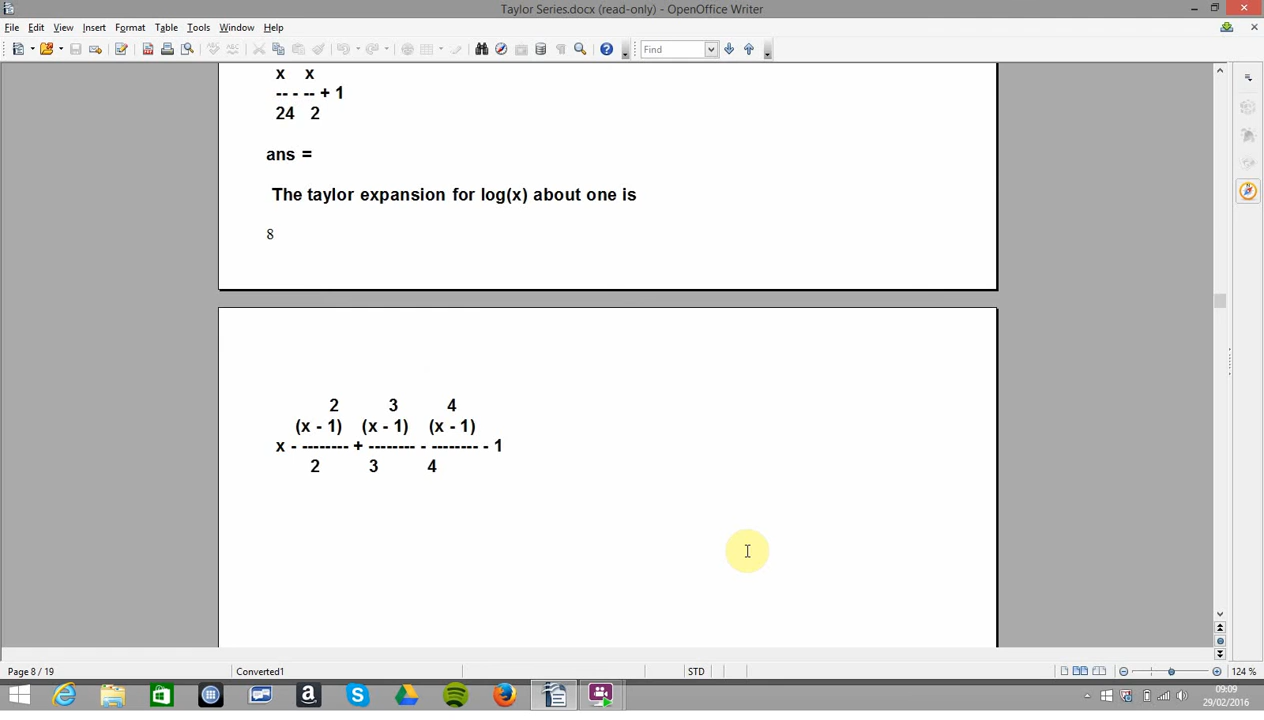 Taylor Series.docx (read-only) - OpenOffice Writer
File Edit View Insert Format Table Tools Window Help
Find
x x
-- - -- + 1
24 2
ans =
The taylor expansion for log(x) about one is
8
2 3 4
(x - 1) (x - 1) (x - 1)
x - -------- + -------- - -------- - 1
2 3 4
Page 8 / 19 Converted1 STD 124 %
09:09
29/02/2016